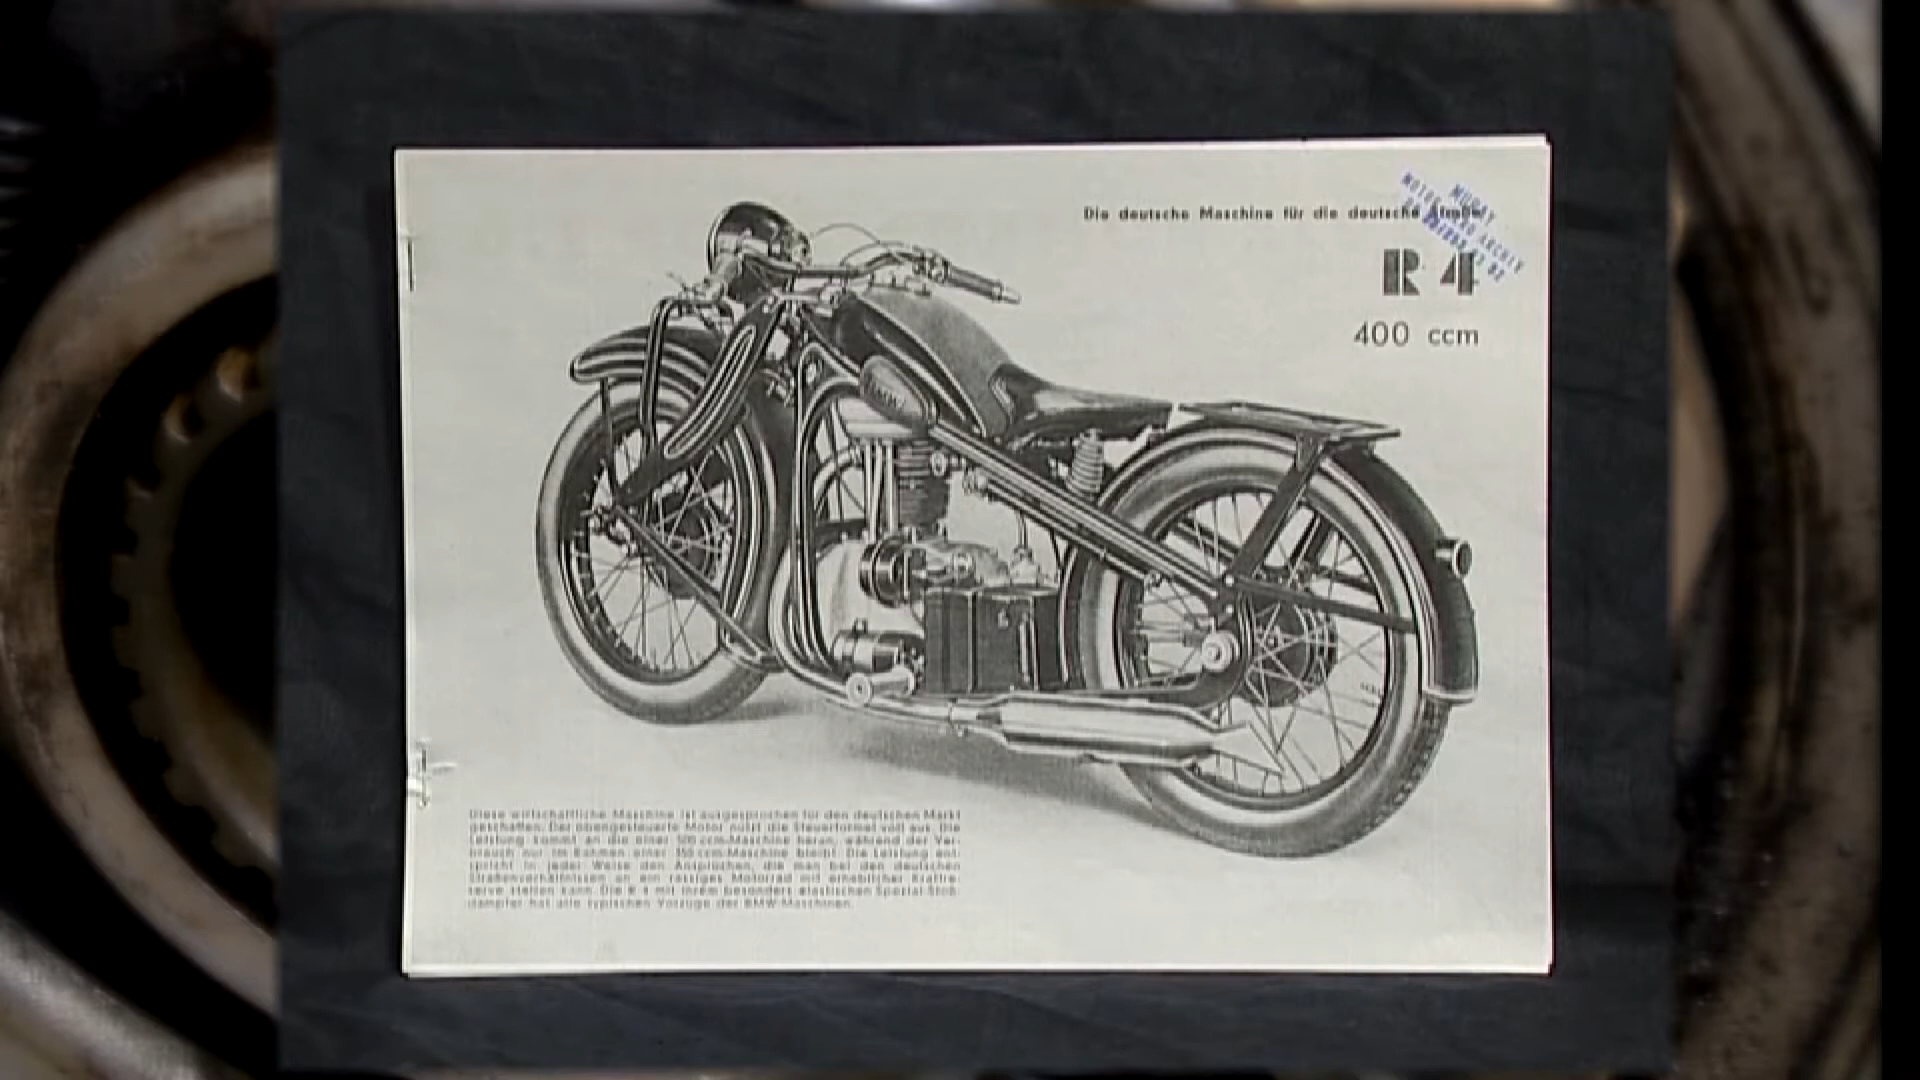 Die deutsche Maschine für die deutsche Straße!
R 4
400 ccm
MURAY
ARCHIV
BMW
Diese wirtschaftliche Maschine ist ausgesprochen für den deutschen Markt
geschaffen. Der obengesteuerte Motor nutzt die Steuerformel voll aus. Die
Leistung kommt an die einer 500 ccm-Maschine heran, während der Ver-
brauch nur im Rahmen einer 350 ccm-Maschine bleibt. Die Leistung ent-
spricht in jeder Weise den Ansprüchen, die man bei den deutschen
Straßenverhältnissen an ein rassiges Motorrad mit erheblicher Kraftre-
serve stellen kann. Die R 4 mit ihrem besonders elastischen Spezial-Stoß-
dämpfer hat alle typischen Vorzüge der BMW-Maschinen.